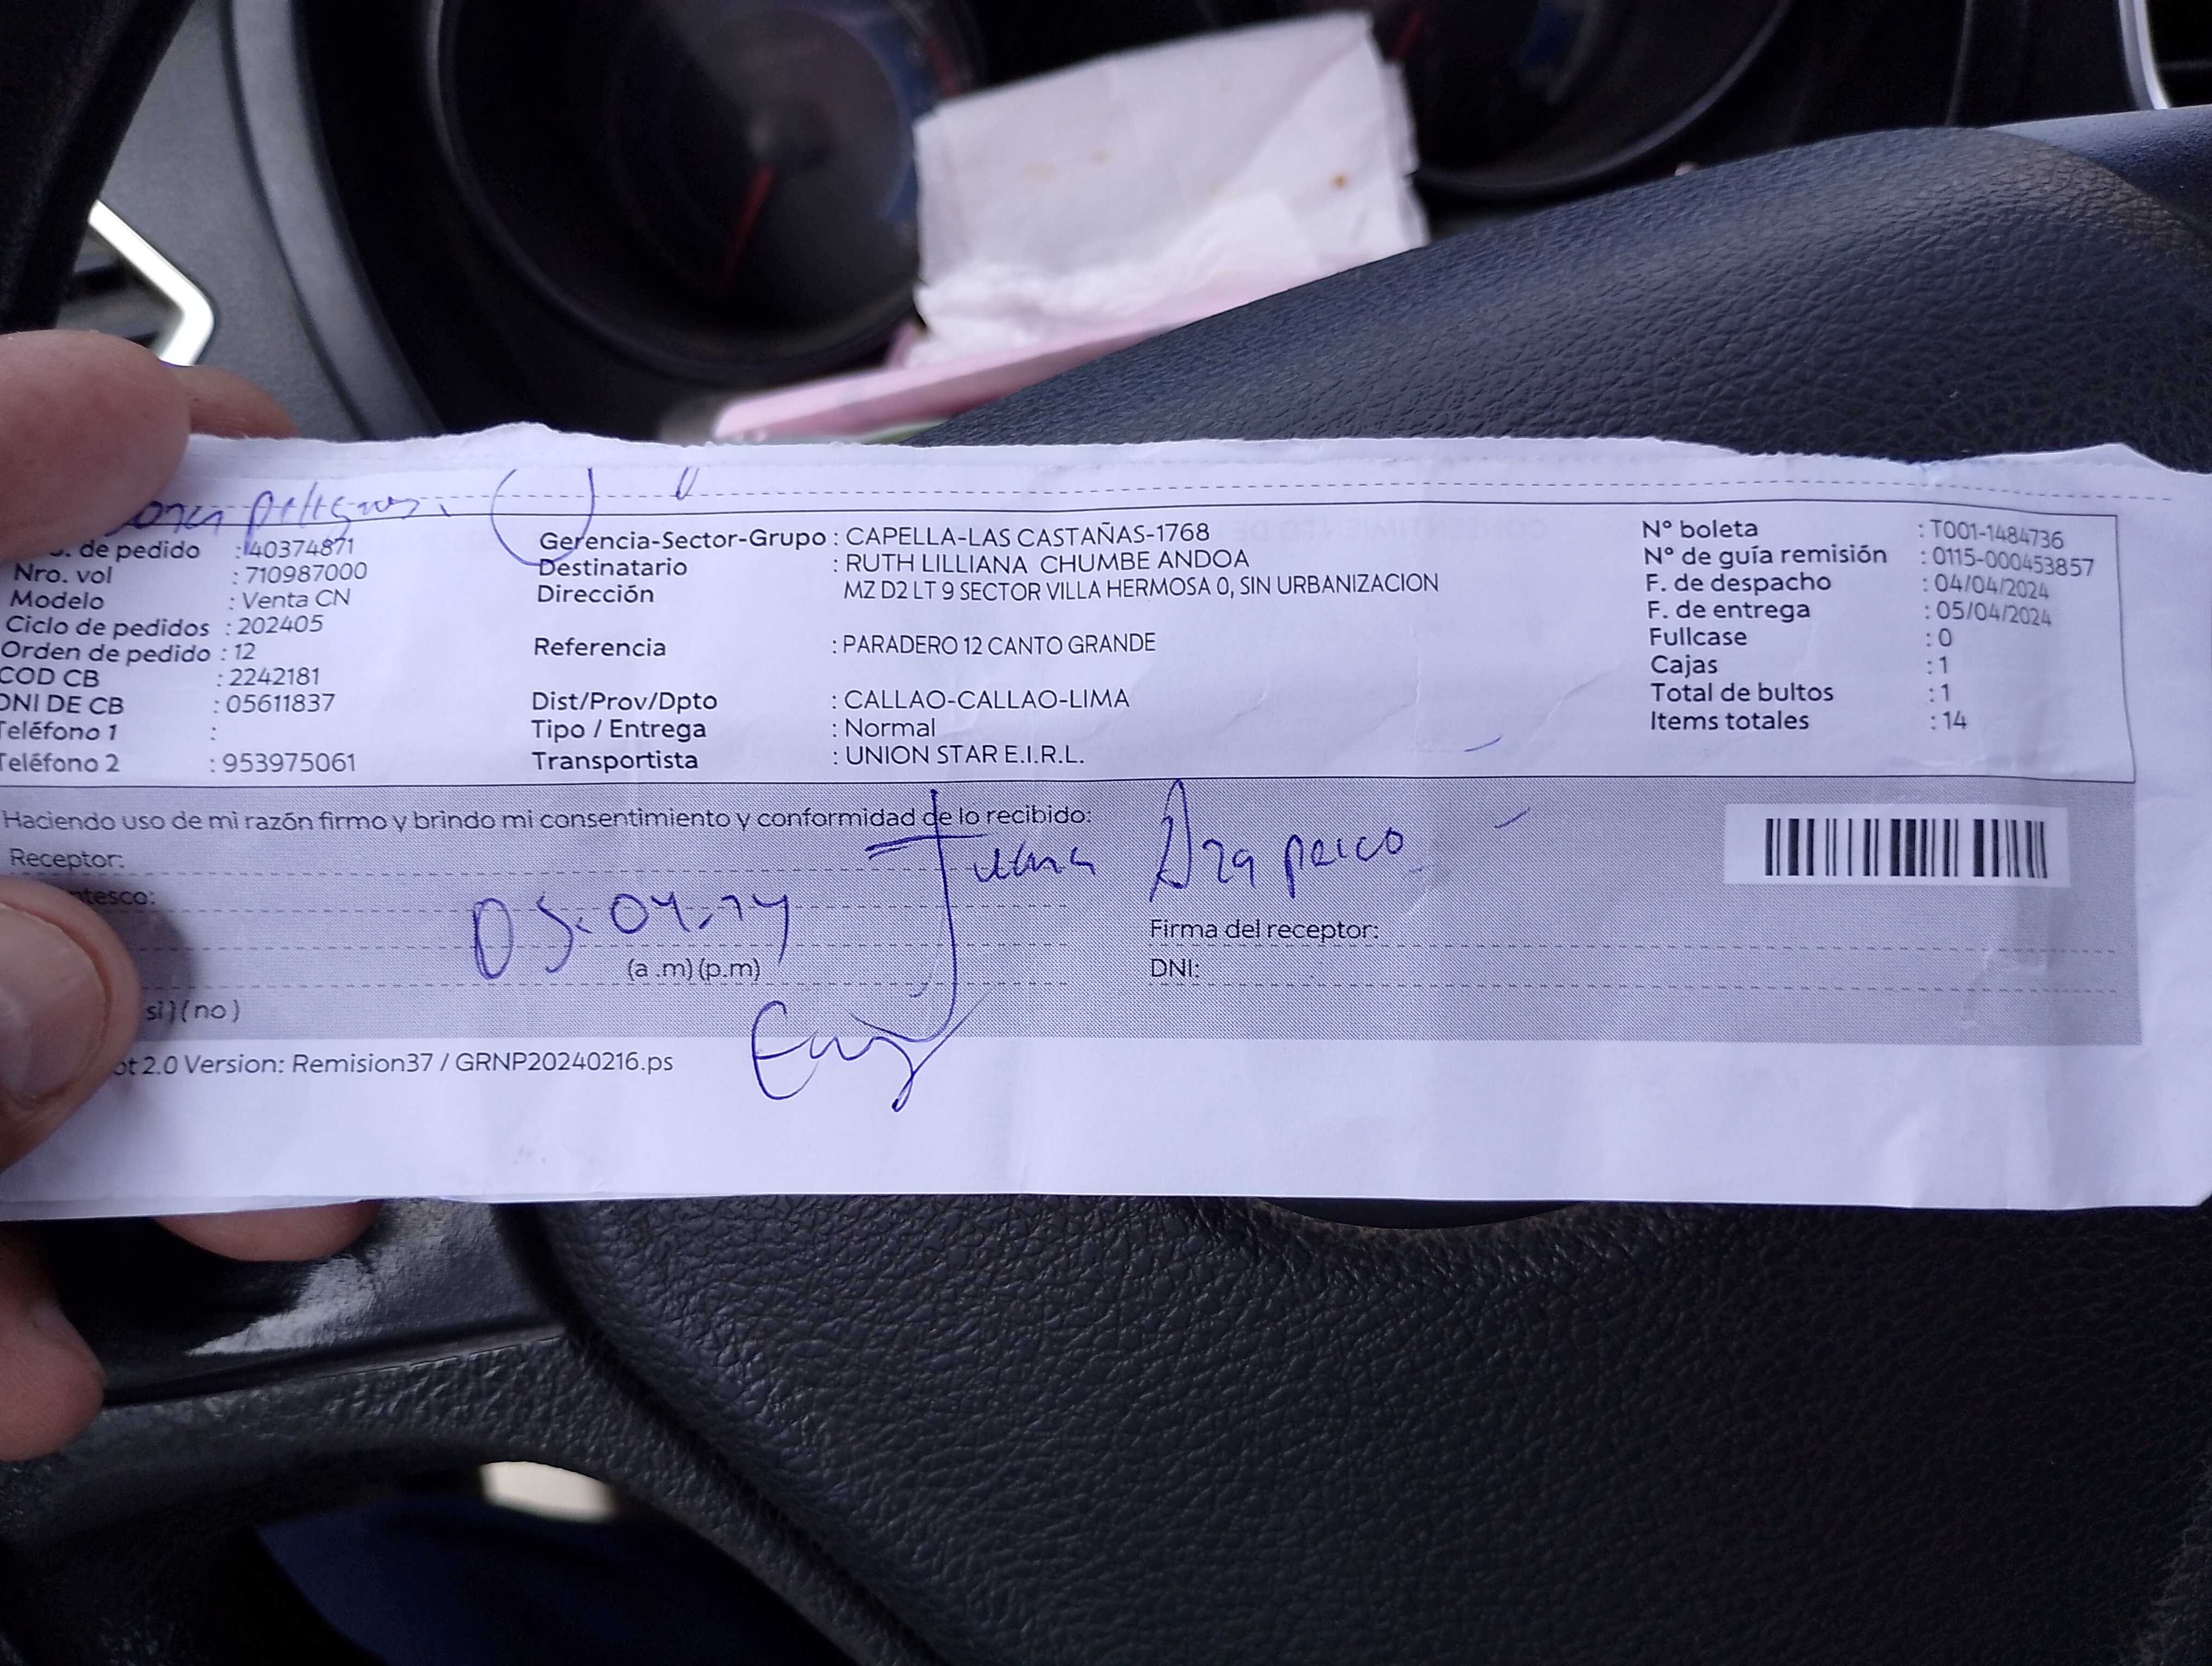 peligros.
. de pedido : 140374871
Gerencia-Sector-Grupo : CAPELLA-LAS CASTAÑAS-1768
N° boleta : T001-1484736
Nro. vol : 710987000
Destinatario : RUTH LILLIANA CHUMBE ANDOA
N° de guía remisión : 0115-000453857
Modelo : Venta CN
Dirección MZ D2 LT 9 SECTOR VILLA HERMOSA 0, SIN URBANIZACION
F. de despacho : 04/04/2024
Ciclo de pedidos : 202405
F. de entrega : 05/04/2024
Orden de pedido : 12
Referencia : PARADERO 12 CANTO GRANDE
Fullcase : 0
COD CB : 2242181
Cajas : 1
DNI DE CB : 05611837
Dist/Prov/Dpto : CALLAO-CALLAO-LIMA
Total de bultos : 1
Teléfono 1 :
Tipo / Entrega : Normal
Items totales : 14
Teléfono 2 : 953975061
Transportista : UNION STAR E.I.R.L.
Haciendo uso de mi razón firmo y brindo mi consentimiento y conformidad de lo recibido:
Receptor:
Juana
ntesco:
05.04.24
Firma del receptor:
(a .m) (p.m)
DNI:
si) ( no )
ot 2.0 Version: Remision37 / GRNP20240216.ps